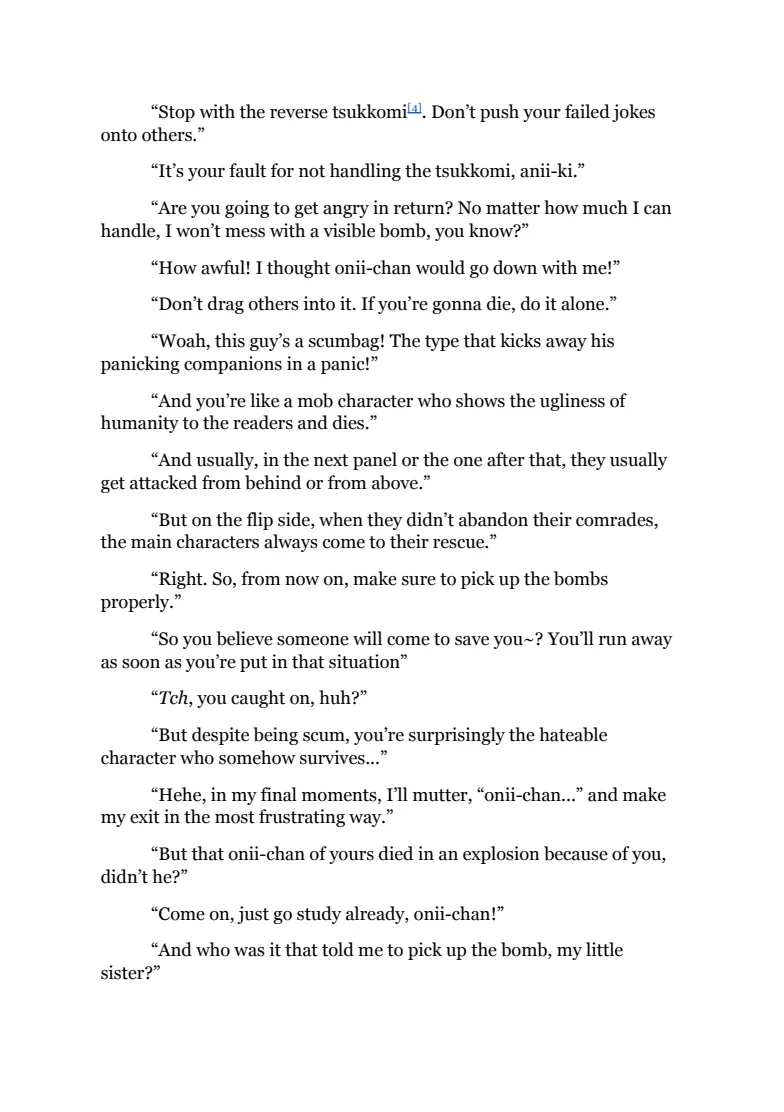 “Stop with the reverse tsukkomi[4]. Don’t push your failed jokes
onto others.”
“It’s your fault for not handling the tsukkomi, anii-ki.”
“Are you going to get angry in return? No matter how much I can
handle, I won’t mess with a visible bomb, you know?”
“How awful! I thought onii-chan would go down with me!”
“Don’t drag others into it. If you’re gonna die, do it alone.”
“Woah, this guy’s a scumbag! The type that kicks away his
panicking companions in a panic!”
“And you’re like a mob character who shows the ugliness of
humanity to the readers and dies.”
“And usually, in the next panel or the one after that, they usually
get attacked from behind or from above.”
“But on the flip side, when they didn’t abandon their comrades,
the main characters always come to their rescue.”
“Right. So, from now on, make sure to pick up the bombs
properly.”
“So you believe someone will come to save you~? You’ll run away
as soon as you’re put in that situation”
“Tch, you caught on, huh?”
“But despite being scum, you’re surprisingly the hateable
character who somehow survives...”
“Hehe, in my final moments, I’ll mutter, “onii-chan...” and make
my exit in the most frustrating way.”
“But that onii-chan of yours died in an explosion because of you,
didn’t he?”
“Come on, just go study already, onii-chan!”
“And who was it that told me to pick up the bomb, my little
sister?”